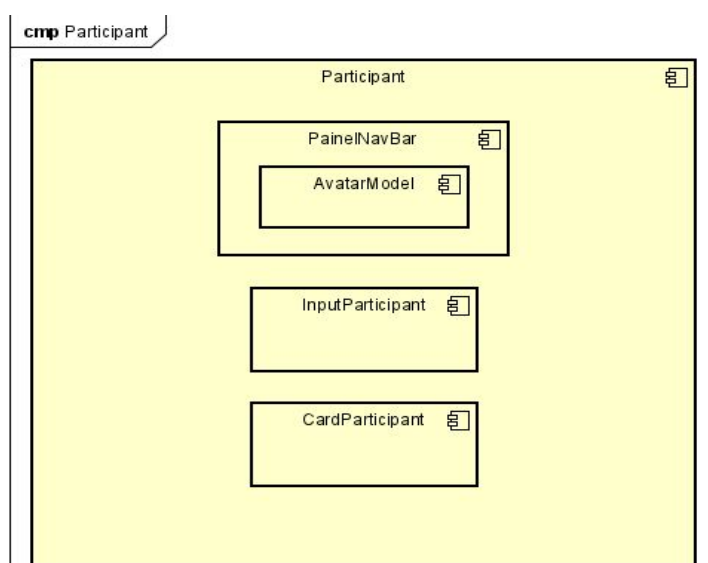 cmp Participant
Participant
PainelNavBar
AvatarModel
InputParticipant
CardParticipant